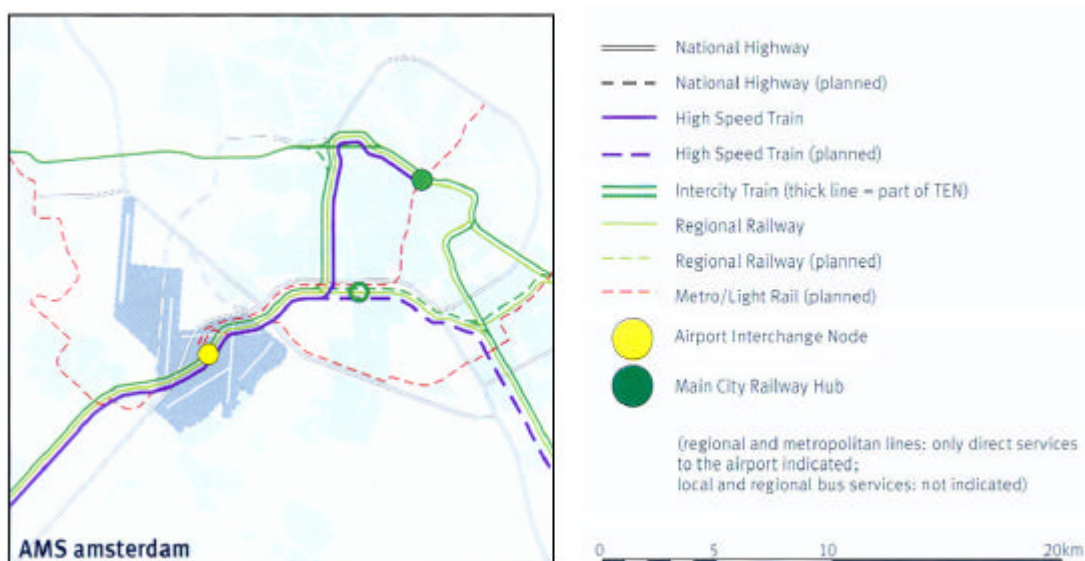 AMS amsterdam
National Highway
National Highway (planned)
High Speed Train
High Speed Train (planned)
Intercity Train (thick line = part of TEN)
Regional Railway
Regional Railway (planned)
Metro/Light Rail (planned)
Airport Interchange Node
Main City Railway Hub
(regional and metropolitan lines: only direct services
to the airport indicated;
local and regional bus services: not indicated)
0 5 10 20km